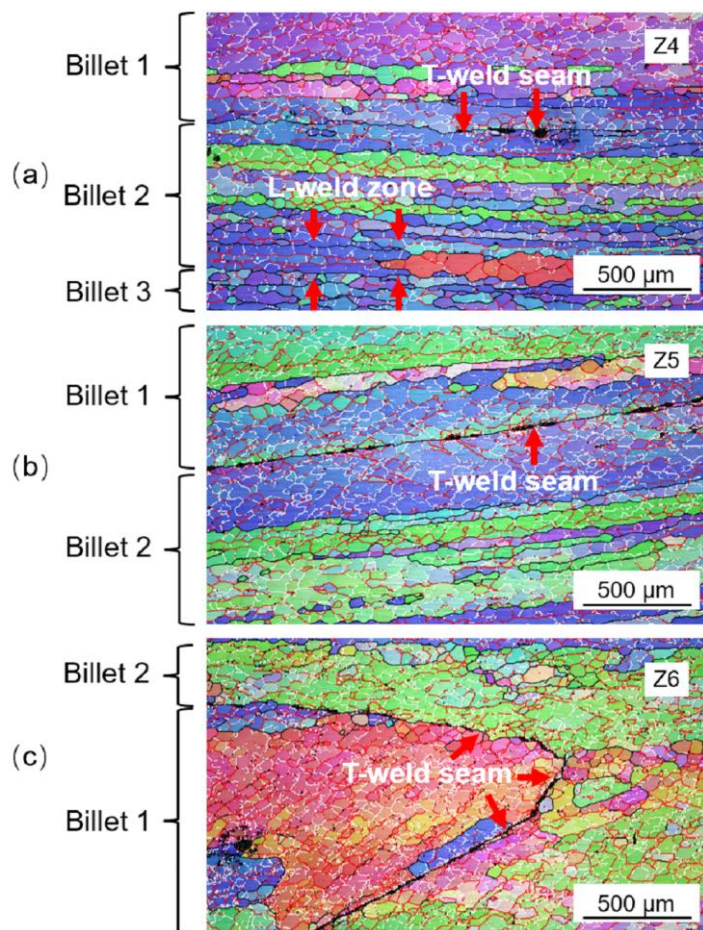 Billet 1
Z4
T-weld seam
(a)
Billet 2
L-weld zone
500 μm
Billet 3
Z5
Billet 1
(b)
T-weld seam
Billet 2
500 μm
Billet 2
Z6
(c)
T-weld seam
Billet 1
500 μm